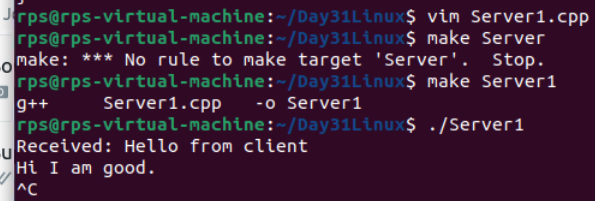 rps@rps-virtual-machine:~/Day31Linux$ vim Server1.cpp
rps@rps-virtual-machine:~/Day31Linux$ make Server
make: *** No rule to make target 'Server'.  Stop.
rps@rps-virtual-machine:~/Day31Linux$ make Server1
g++     Server1.cpp   -o Server1
rps@rps-virtual-machine:~/Day31Linux$ ./Server1
Received: Hello from client
Hi I am good.
^C